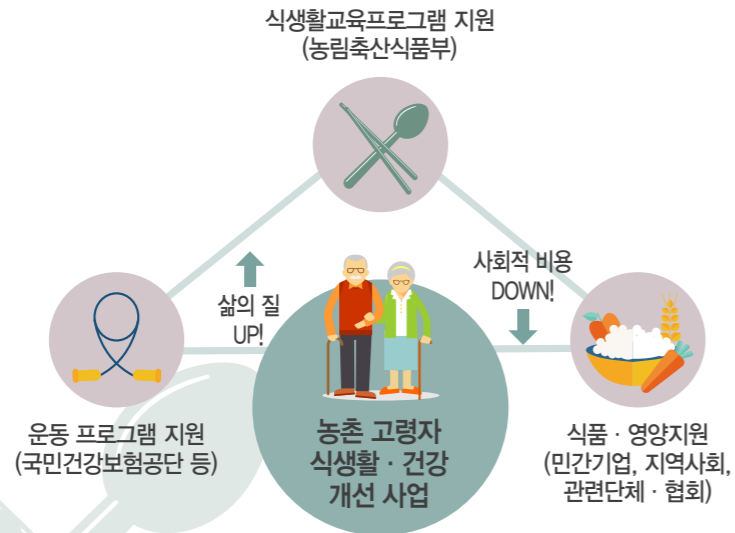 식생활교육프로그램 지원
(농림축산식품부)
삶의 질
UP!
사회적 비용
DOWN!
운동 프로그램 지원
(국민건강보험공단 등)
농촌 고령자
식생활 · 건강
개선 사업
식품 · 영양지원
(민간기업, 지역사회,
관련단체 · 협회)